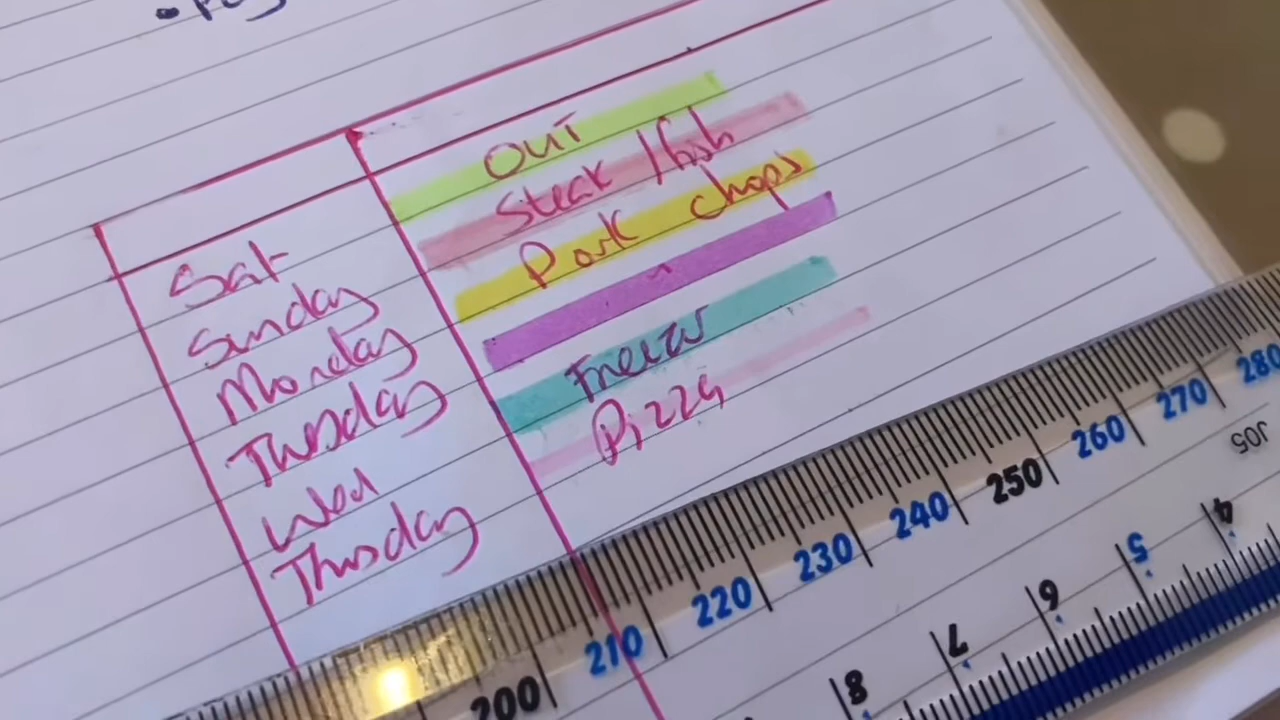 Sat OUT
Sunday Steak / fish
Monday Pork chops
Tuesday
Wed Freezer
Thursday Pizza
200 210 220 230 240 250 260 270 280
8 7 6 5 4
J05